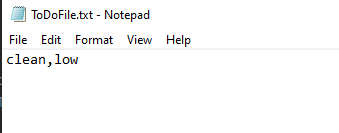 ToDoFile.txt - Notepad
File Edit Format View Help
clean,low